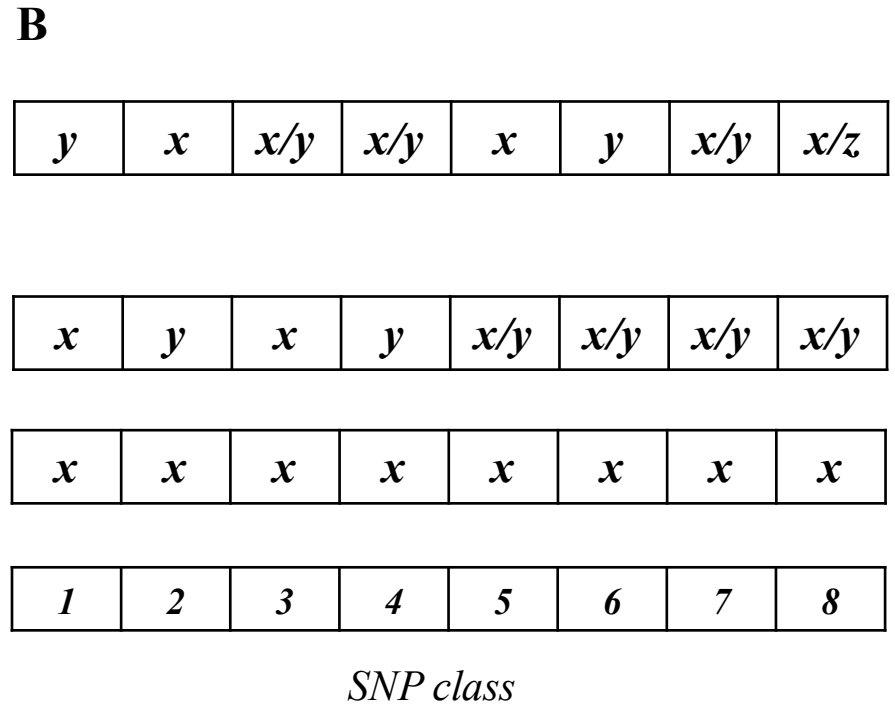 B
y x x/y x/y x y x/y x/z
x y x y x/y x/y x/y x/y
x x x x x x x x
1 2 3 4 5 6 7 8
SNP class